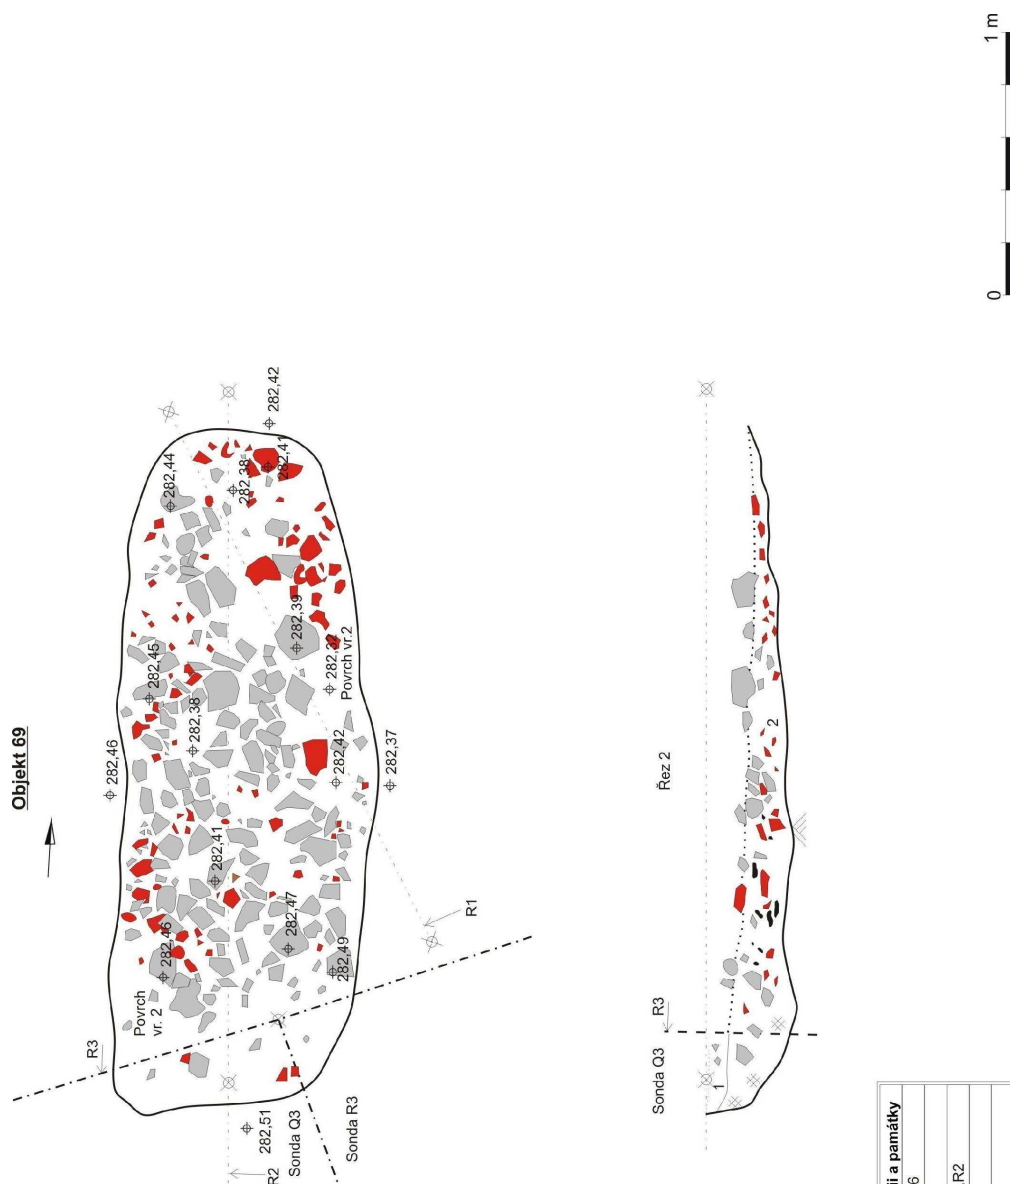 Objekt 69
282,46
282,45
282,44
282,42
282,41
282,38
282,39
282,32
Povrch vr.2
282,38
282,42
282,37
282,41
282,47
282,49
282,46
Povrch
vr. 2
R3
R1
R2
282,51
Sonda Q3
Sonda R3
Řez 2
Sonda Q3
R3
1
2
0
1 m
a památky
6
R2